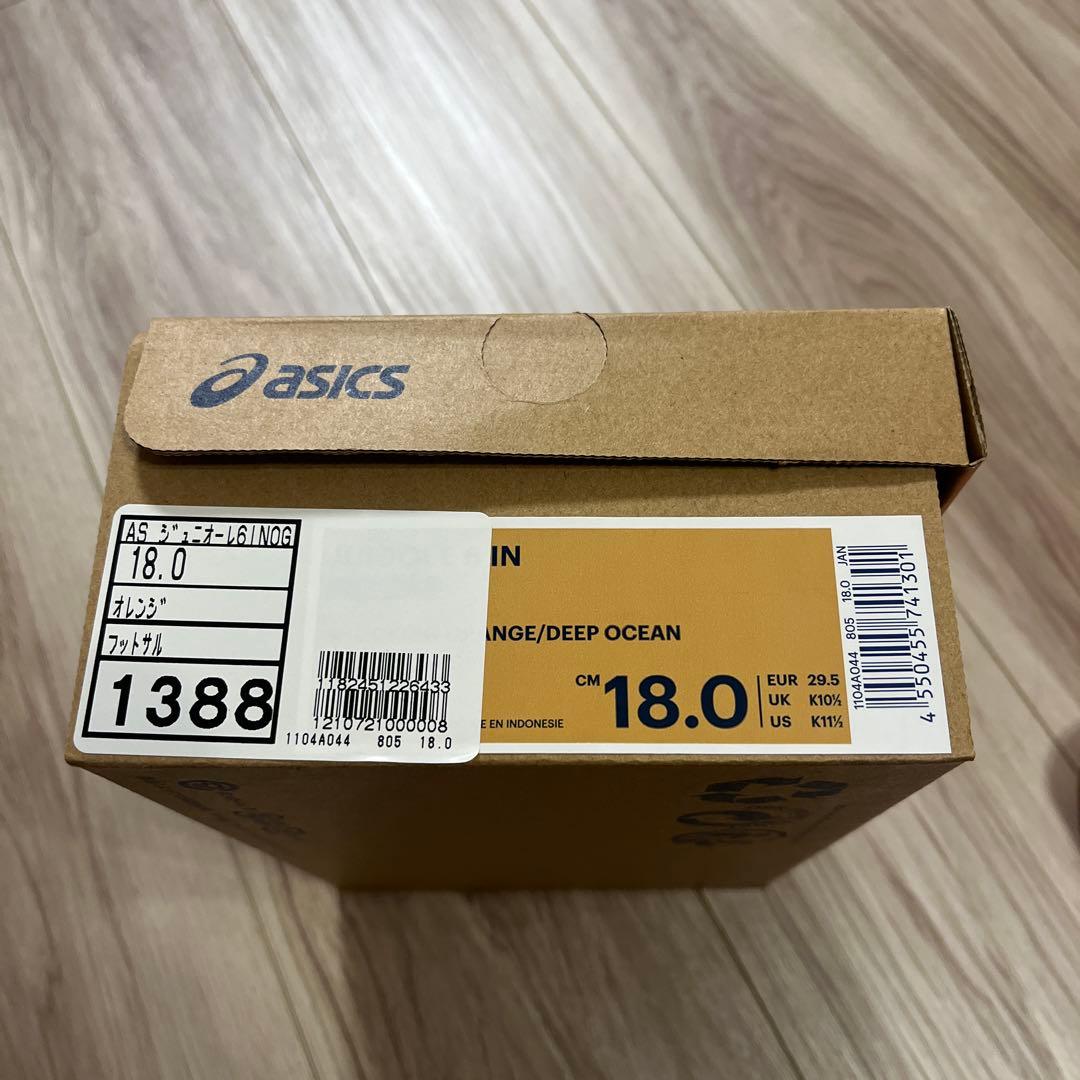 asics
AS ジュニオーレ6INOG
18.0
オレンジ
フットサル
1388
1182451226433
1210721000008
1104A044 805 18.0
IN
ANGE/DEEP OCEAN
CM 18.0
EUR 29.5
UK K10½
US K11½
E EN INDONESIE
1104A044 805 18.0 JAN
4 550455 741301